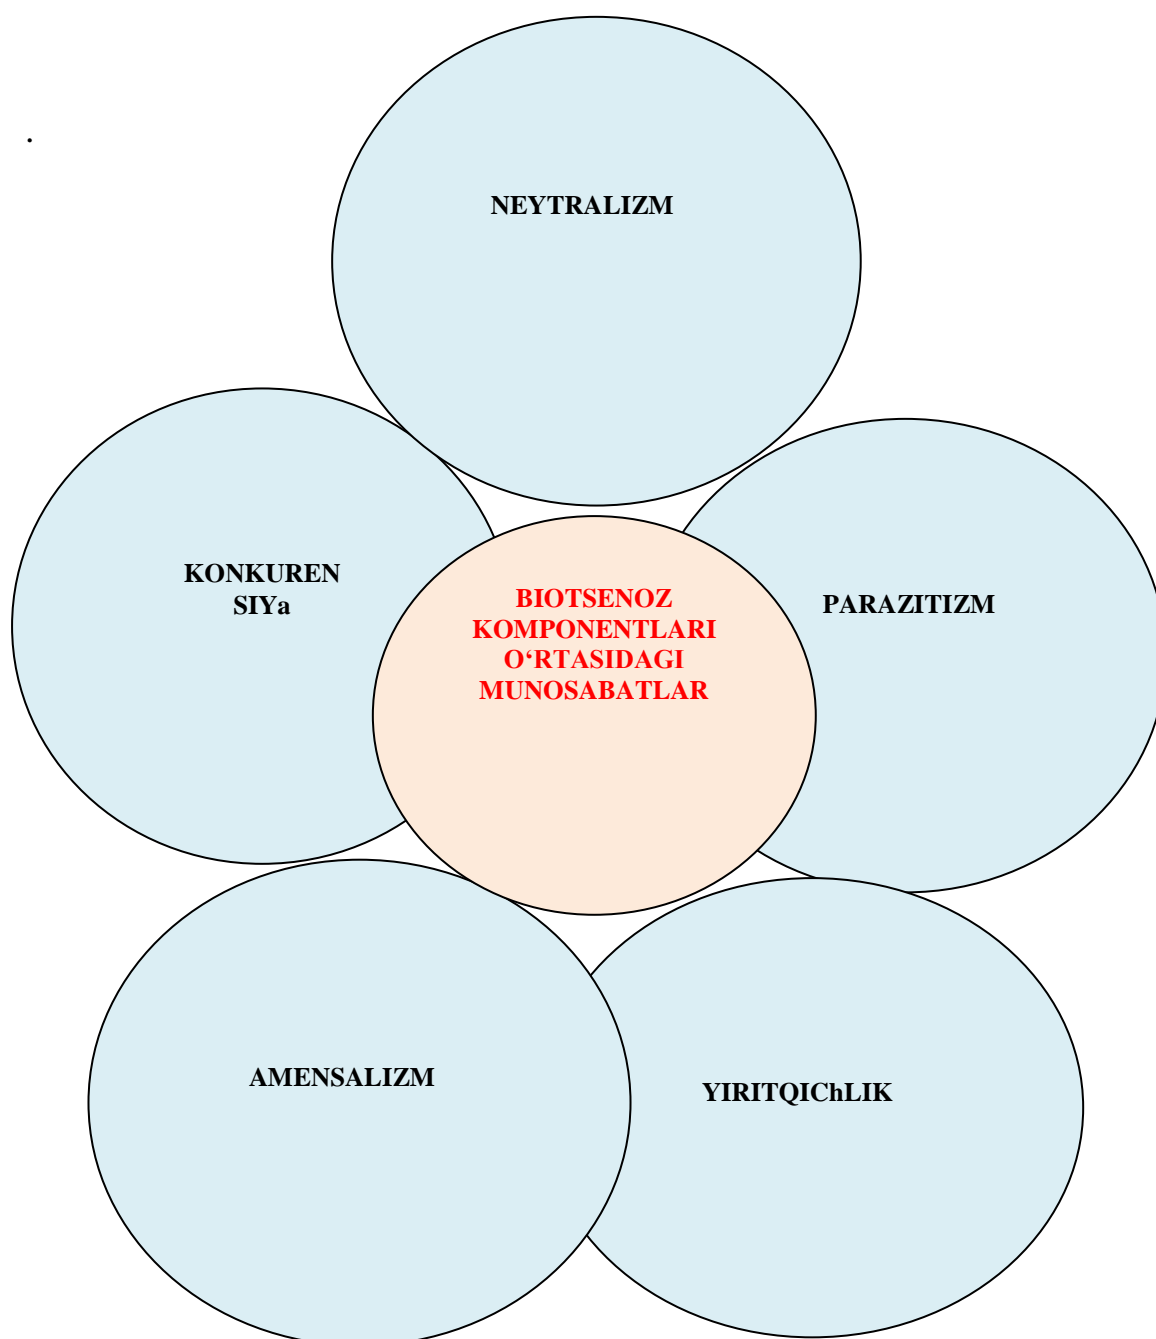 .
NEYTRALIZM
KONKUREN
SIYa
BIOTSENOZ
KOMPONENTLARI
O‘RTASIDAGI
MUNOSABATLAR
PARAZITIZM
AMENSALIZM
YIRITQIChLIK